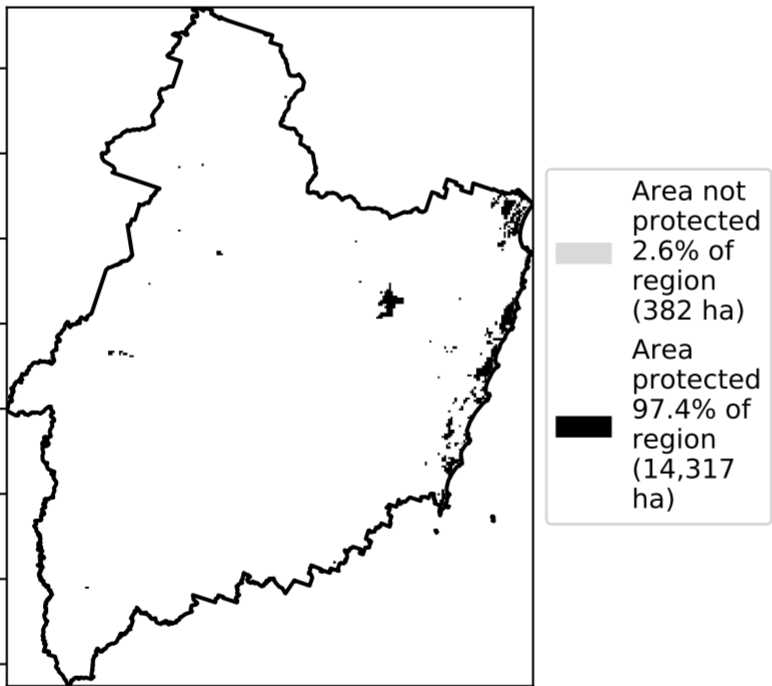 Area not
protected
2.6% of
region
(382 ha)
Area
protected
97.4% of
region
(14,317
ha)